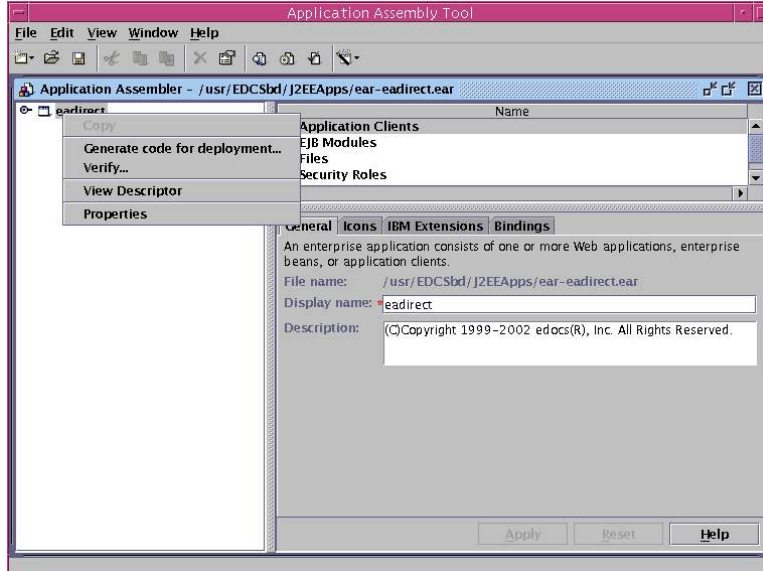 Application Assembly Tool
File Edit View Window Help
Application Assembler - /usr/EDCSbd/J2EEApps/ear-eadirect.ear
eadirect
Copy
Generate code for deployment...
Verify...
View Descriptor
Properties
Name
Application Clients
EJB Modules
Files
Security Roles
General Icons IBM Extensions Bindings
An enterprise application consists of one or more Web applications, enterprise
beans, or application clients.
File name: /usr/EDCSbd/J2EEApps/ear-eadirect.ear
Display name: *eadirect
Description: (C)Copyright 1999-2002 edocs(R), Inc. All Rights Reserved.
Apply Reset Help